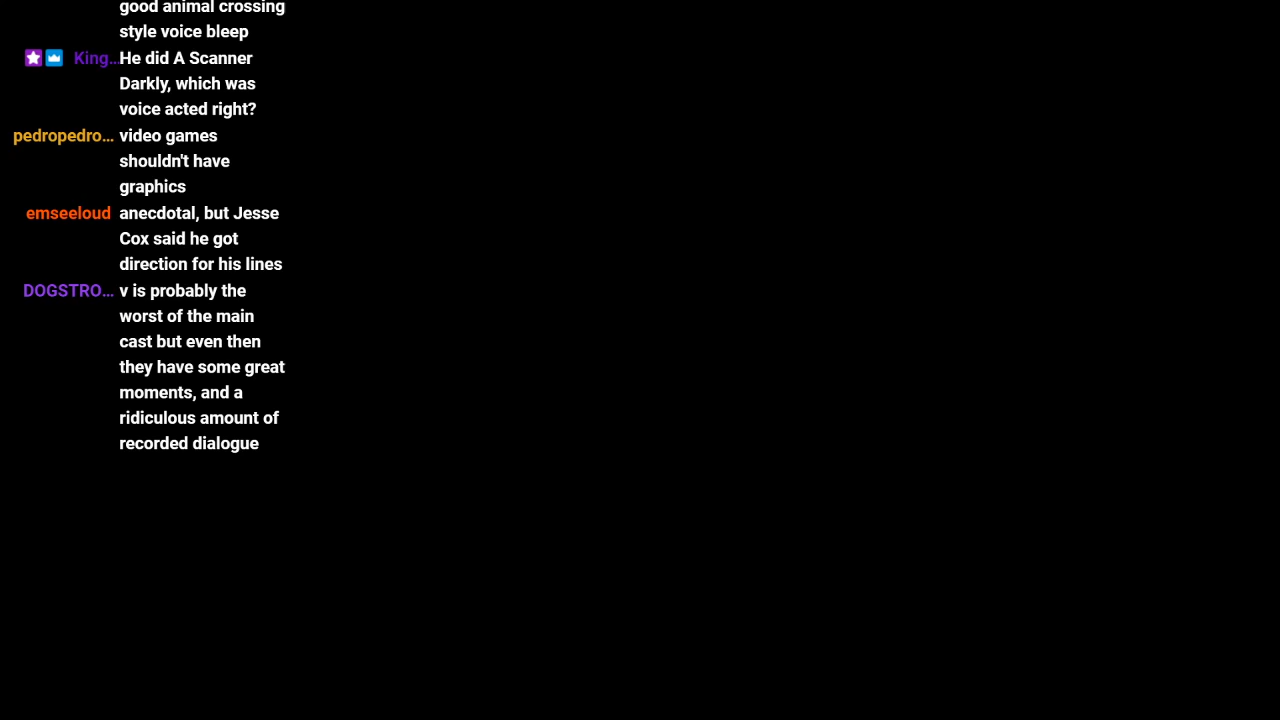 good animal crossing
style voice bleep
King… He did A Scanner
Darkly, which was
voice acted right?
pedropedro… video games
shouldn't have
graphics
emseeloud anecdotal, but Jesse
Cox said he got
direction for his lines
DOGSTRO… v is probably the
worst of the main
cast but even then
they have some great
moments, and a
ridiculous amount of
recorded dialogue